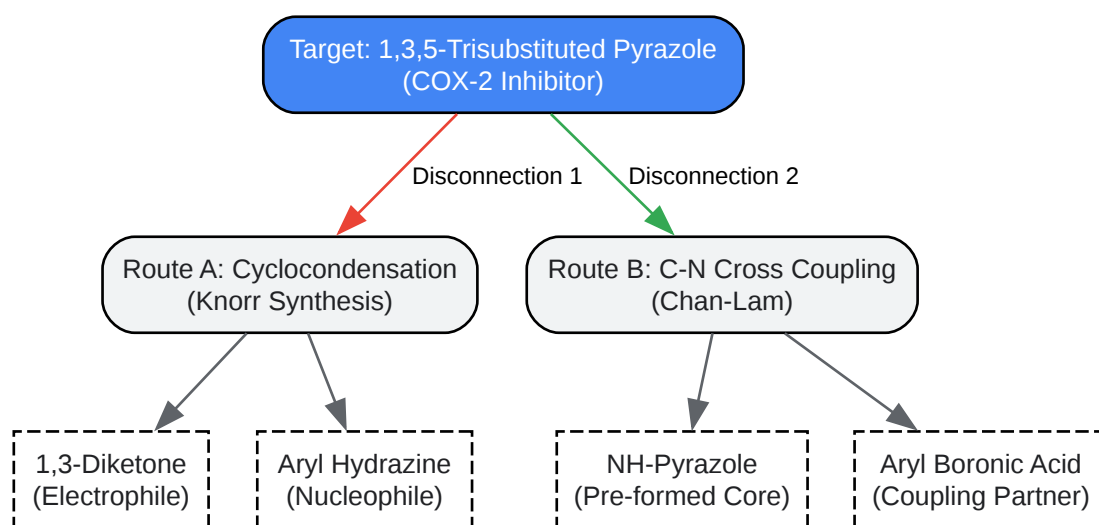 Target: 1,3,5-Trisubstituted Pyrazole
(COX-2 Inhibitor)
Disconnection 1
Disconnection 2
Route A: Cyclocondensation
(Knorr Synthesis)
Route B: C-N Cross Coupling
(Chan-Lam)
1,3-Diketone
(Electrophile)
Aryl Hydrazine
(Nucleophile)
NH-Pyrazole
(Pre-formed Core)
Aryl Boronic Acid
(Coupling Partner)